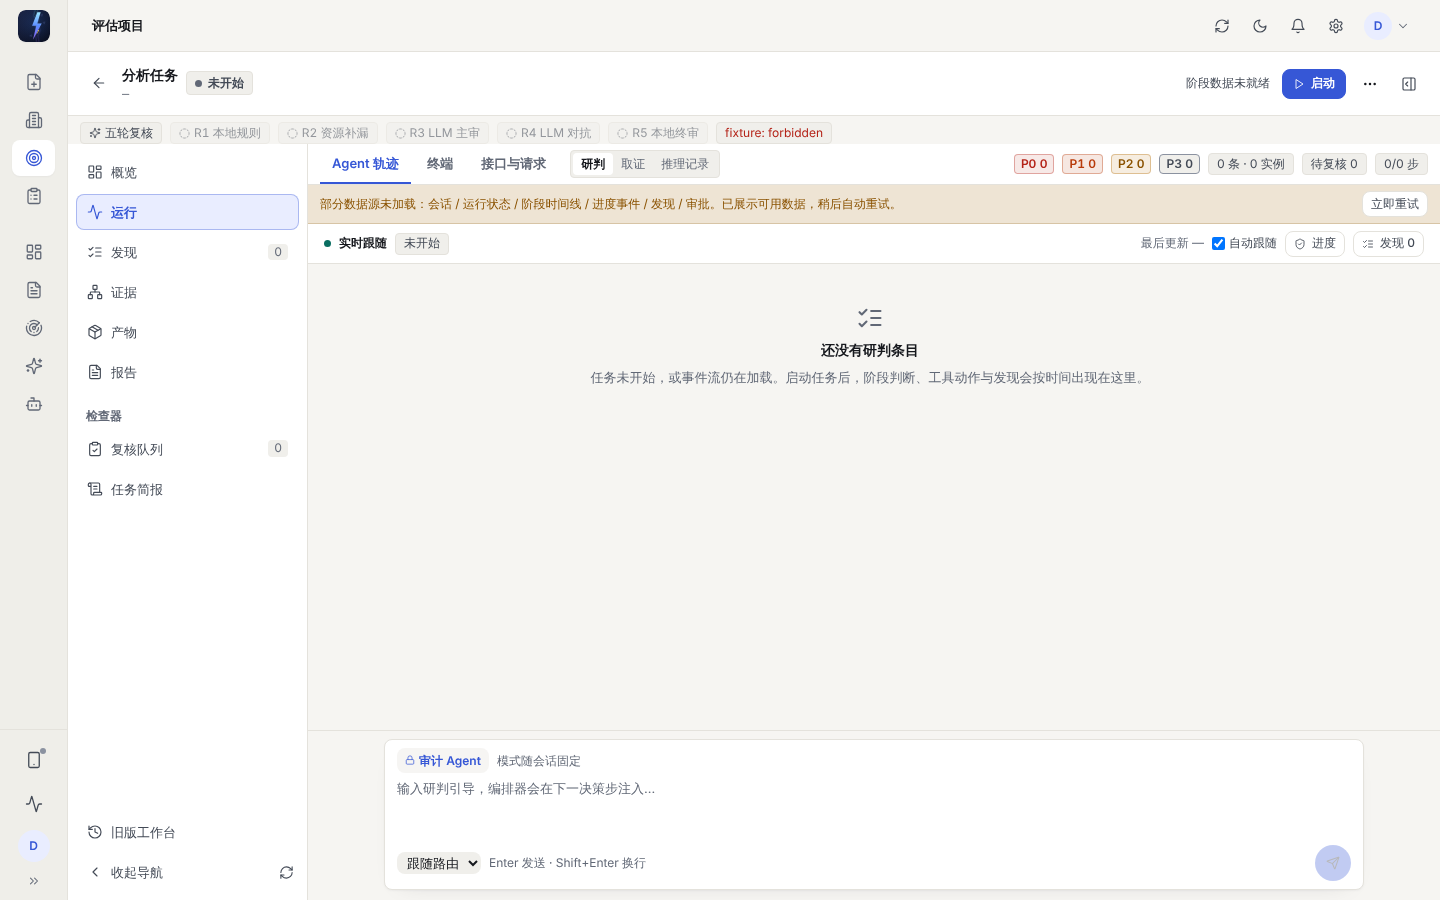 评估项目
D
分析任务
—
未开始
阶段数据未就绪
启动
五轮复核
R1 本地规则
R2 资源补漏
R3 LLM 主审
R4 LLM 对抗
R5 本地终审
fixture: forbidden
概览
运行
发现
0
证据
产物
报告
检查器
复核队列
0
任务简报
旧版工作台
收起导航
D
Agent 轨迹
终端
接口与请求
研判
取证
推理记录
P0 0
P1 0
P2 0
P3 0
0 条 · 0 实例
待复核 0
0/0 步
部分数据源未加载：会话 / 运行状态 / 阶段时间线 / 进度事件 / 发现 / 审批。已展示可用数据，稍后自动重试。
立即重试
实时跟随
未开始
最后更新 —
自动跟随
进度
发现 0
还没有研判条目
任务未开始，或事件流仍在加载。启动任务后，阶段判断、工具动作与发现会按时间出现在这里。
审计 Agent
模式随会话固定
输入研判引导，编排器会在下一决策步注入...
跟随路由
Enter 发送 · Shift+Enter 换行